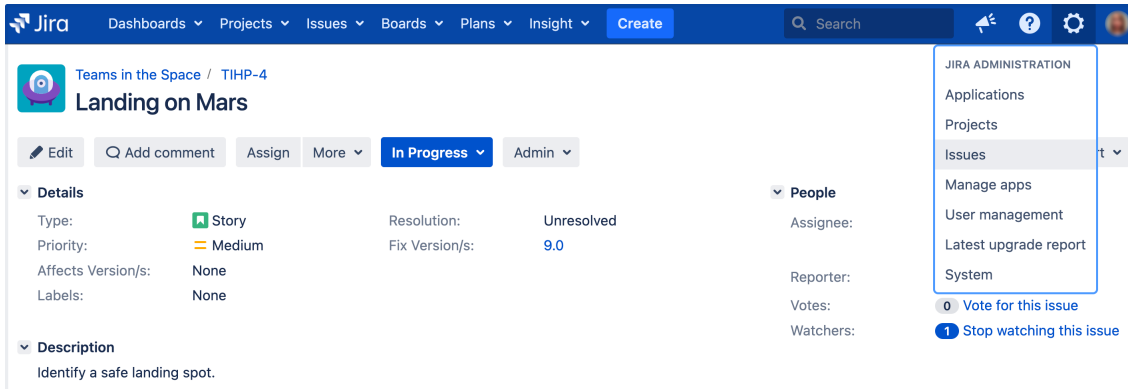 Jira Dashboards Projects Issues Boards Plans Insight Create Search
JIRA ADMINISTRATION
Applications
Projects
Issues
Manage apps
User management
Latest upgrade report
System
Teams in the Space / TIHP-4
Landing on Mars
Edit Add comment Assign More In Progress Admin
Details
Type: Story Resolution: Unresolved
Priority: Medium Fix Version/s: 9.0
Affects Version/s: None
Labels: None
People
Assignee:
Reporter:
Votes: 0 Vote for this issue
Watchers: 1 Stop watching this issue
Description
Identify a safe landing spot.